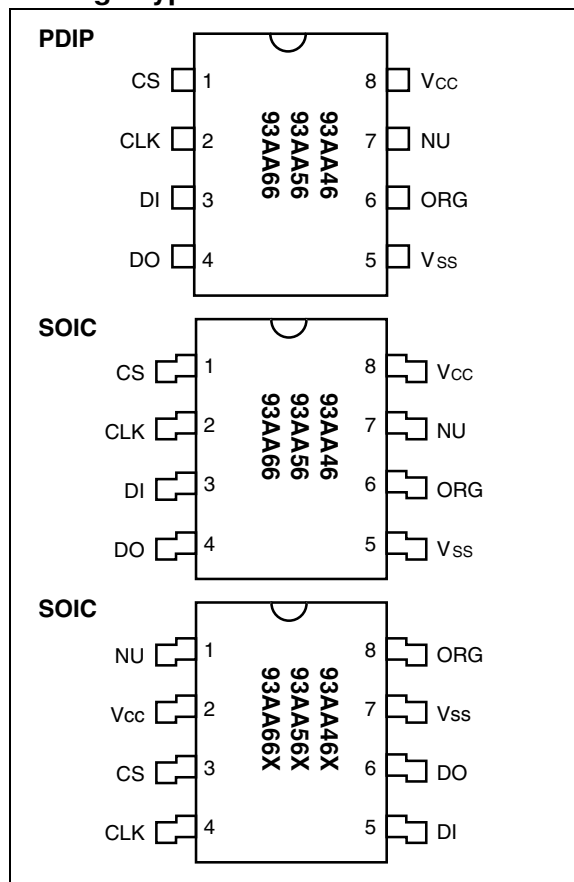 PDIP
CS 1 8 VCC
CLK 2 7 NU
DI 3 6 ORG
DO 4 5 VSS
93AA46
93AA56
93AA66
SOIC
CS 1 8 VCC
CLK 2 7 NU
DI 3 6 ORG
DO 4 5 VSS
93AA46
93AA56
93AA66
SOIC
NU 1 8 ORG
Vcc 2 7 Vss
CS 3 6 DO
CLK 4 5 DI
93AA46X
93AA56X
93AA66X